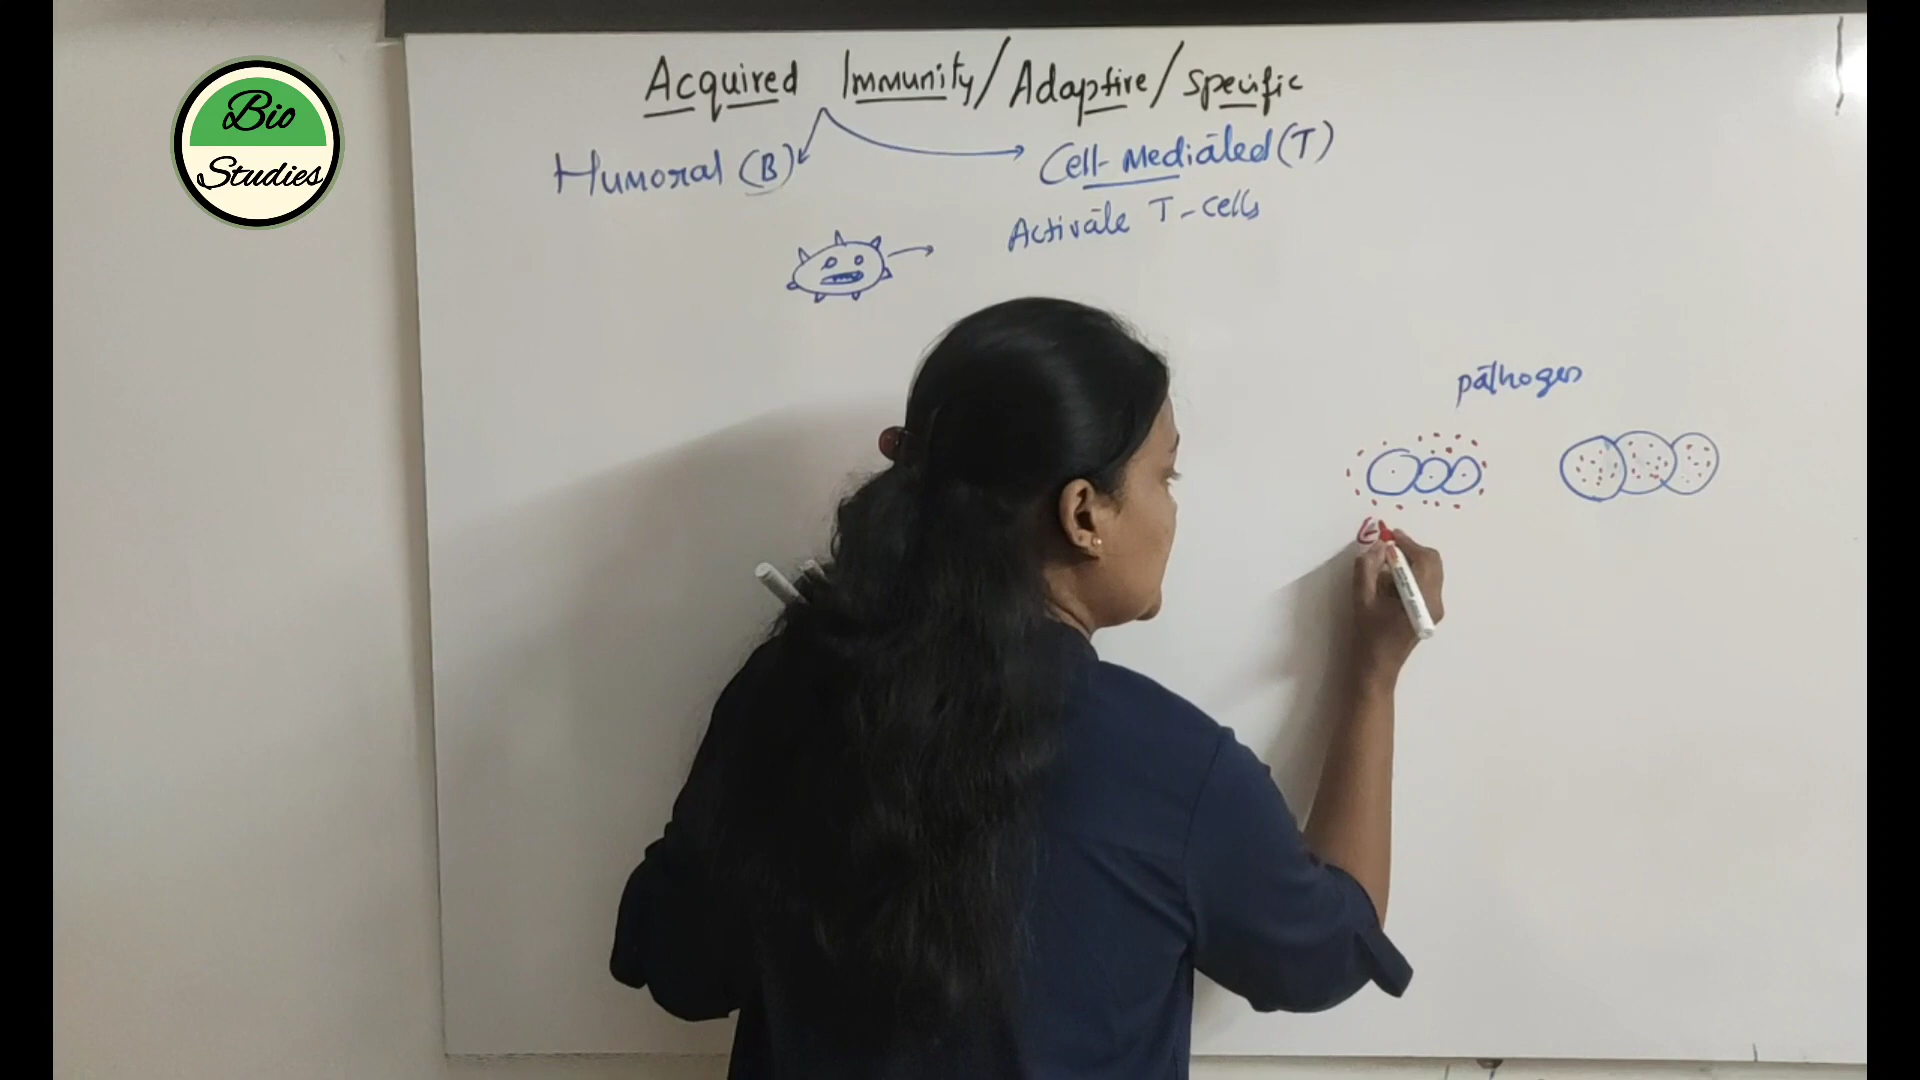 Bio
Studies
Acquired Immunity/Adaptive/Specific
Humoral (B)
Cell-Mediated (T)
Activate T-cells
pathogen